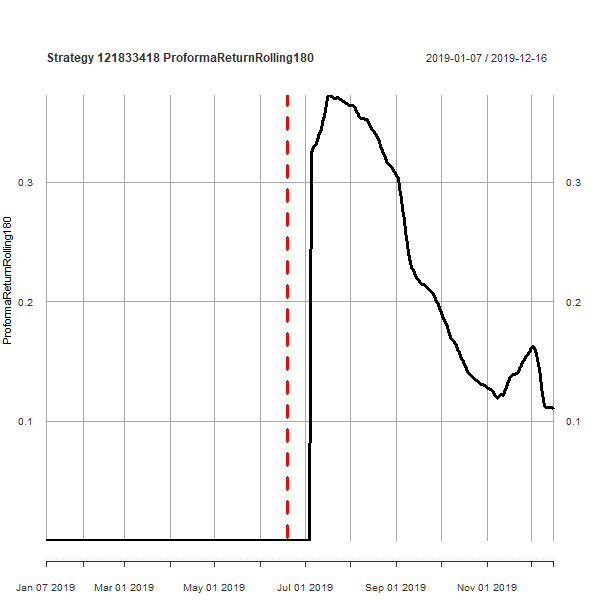 Strategy 121833418 ProformaReturnRolling180
2019-01-07 / 2019-12-16
ProformaReturnRolling180
0.3
0.3
0.2
0.2
0.1
0.1
Jan 07 2019
Mar 01 2019
May 01 2019
Jul 01 2019
Sep 01 2019
Nov 01 2019